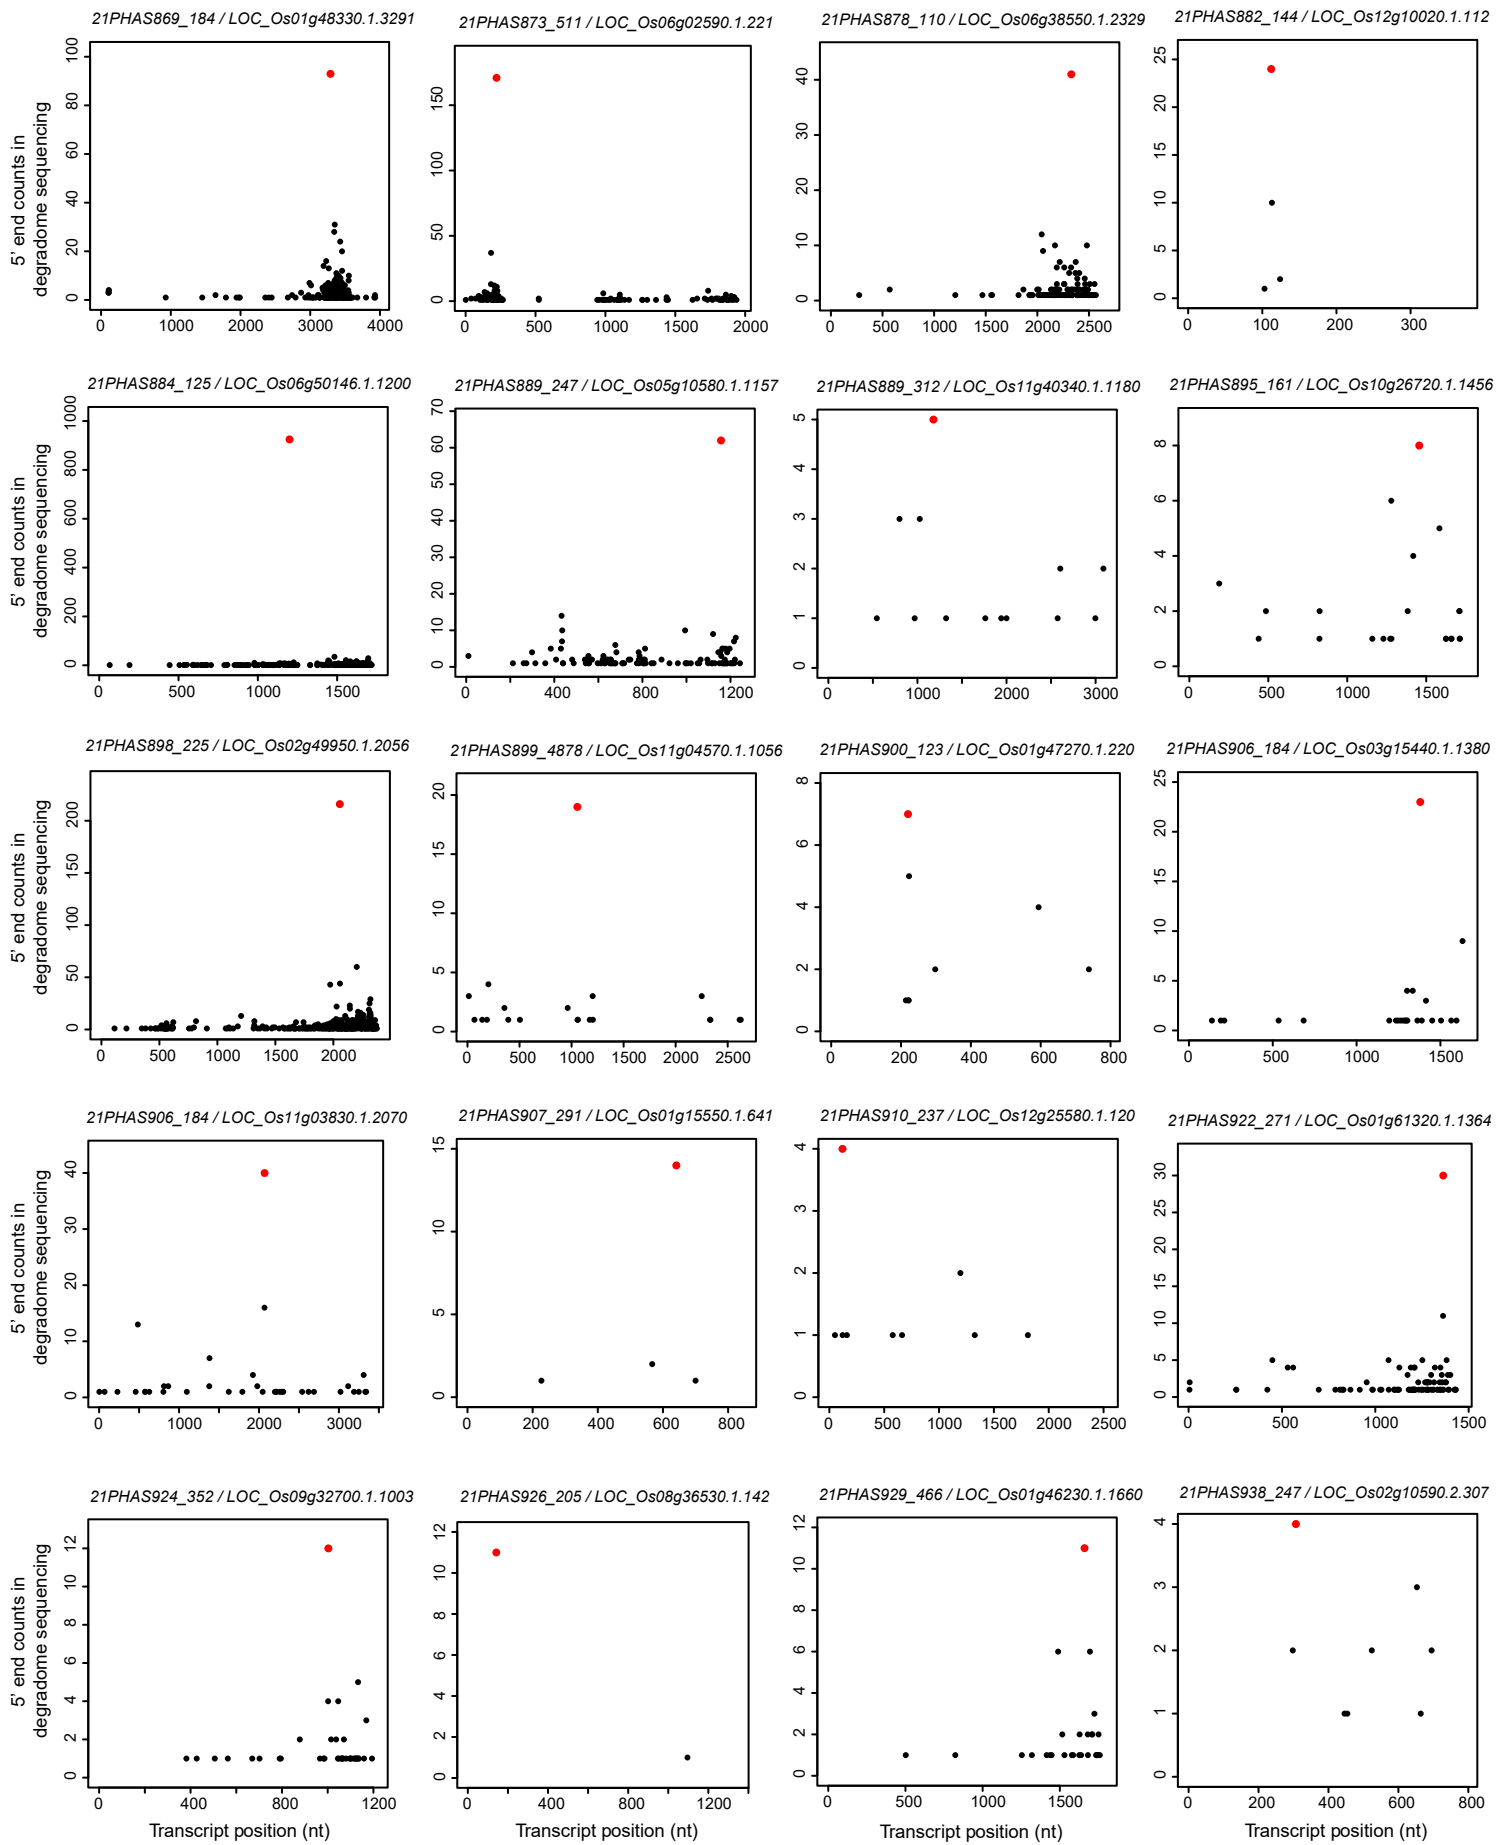 21PHAS869_184 / LOC_Os01g48330.1.3291
21PHAS873_511 / LOC_Os06g02590.1.221
21PHAS878_110 / LOC_Os06g38550.1.2329
21PHAS882_144 / LOC_Os12g10020.1.112
5' end counts in
degradome sequencing
0 20 40 60 80 100
0 1000 2000 3000 4000
0 50 100 150
0 500 1000 1500 2000
0 10 20 30 40
0 500 1000 1500 2000 2500
0 5 10 15 20 25
0 100 200 300
21PHAS884_125 / LOC_Os06g50146.1.1200
21PHAS889_247 / LOC_Os05g10580.1.1157
21PHAS889_312 / LOC_Os11g40340.1.1180
21PHAS895_161 / LOC_Os10g26720.1.1456
5' end counts in
degradome sequencing
0 200 400 600 800 1000
0 500 1000 1500
0 10 20 30 40 50 60 70
0 400 800 1200
0 1 2 3 4 5
0 1000 2000 3000
0 2 4 6 8
0 500 1000 1500
21PHAS898_225 / LOC_Os02g49950.1.2056
21PHAS899_4878 / LOC_Os11g04570.1.1056
21PHAS900_123 / LOC_Os01g47270.1.220
21PHAS906_184 / LOC_Os03g15440.1.1380
5' end counts in
degradome sequencing
0 50 100 150 200
0 500 1000 1500 2000
0 5 10 15 20
0 500 1000 1500 2000 2500
0 2 4 6 8
0 200 400 600 800
0 5 10 15 20 25
0 500 1000 1500
21PHAS906_184 / LOC_Os11g03830.1.2070
21PHAS907_291 / LOC_Os01g15550.1.641
21PHAS910_237 / LOC_Os12g25580.1.120
21PHAS922_271 / LOC_Os01g61320.1.1364
5' end counts in
degradome sequencing
0 10 20 30 40
0 1000 2000 3000
0 5 10 15
0 200 400 600 800
0 1 2 3 4
0 500 1000 1500 2000 2500
0 5 10 15 20 25 30
0 500 1000 1500
21PHAS924_352 / LOC_Os09g32700.1.1003
21PHAS926_205 / LOC_Os08g36530.1.142
21PHAS929_466 / LOC_Os01g46230.1.1660
21PHAS938_247 / LOC_Os02g10590.2.307
5' end counts in
degradome sequencing
0 2 4 6 8 10 12
0 400 800 1200
0 2 4 6 8 10 12
0 400 800 1200
0 2 4 6 8 10 12
0 500 1000 1500
0 1 2 3 4
0 200 400 600 800
Transcript position (nt)
Transcript position (nt)
Transcript position (nt)
Transcript position (nt)